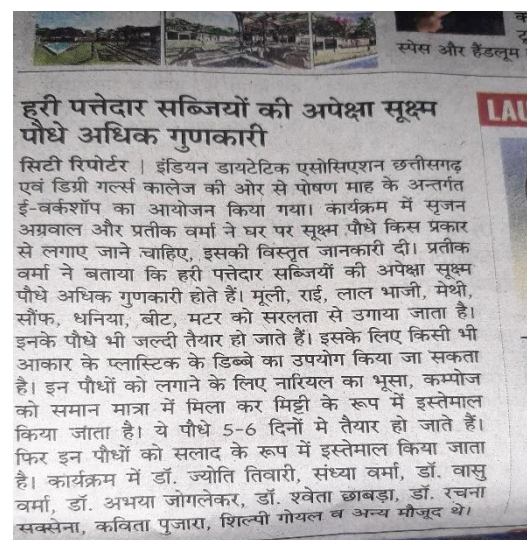 स्पेस और हैंडलूम
LAU
हरी पत्तेदार सब्जियों की अपेक्षा सूक्ष्म
पौधे अधिक गुणकारी
सिटी रिपोर्टर | इंडियन डायटेटिक एसोसिएशन छत्तीसगढ़
एवं डिग्री गर्ल्स कालेज की ओर से पोषण माह के अन्तर्गत
ई-वर्कशॉप का आयोजन किया गया। कार्यक्रम में सृजन
अग्रवाल और प्रतीक वर्मा ने घर पर सूक्ष्म पौधे किस प्रकार
से लगाए जाने चाहिए, इसकी विस्तृत जानकारी दी। प्रतीक
वर्मा ने बताया कि हरी पत्तेदार सब्जियों की अपेक्षा सूक्ष्म
पौधे अधिक गुणकारी होते हैं। मूली, राई, लाल भाजी, मेथी,
सौंफ, धनिया, बीट, मटर को सरलता से उगाया जाता है।
इनके पौधे भी जल्दी तैयार हो जाते हैं। इसके लिए किसी भी
आकार के प्लास्टिक के डिब्बे का उपयोग किया जा सकता
है। इन पौधों को लगाने के लिए नारियल का भूसा, कम्पोज
को समान मात्रा में मिला कर मिट्टी के रूप में इस्तेमाल
किया जाता है। ये पौधे 5-6 दिनों मे तैयार हो जाते हैं।
फिर इन पौधों को सलाद के रूप में इस्तेमाल किया जाता
है। कार्यक्रम में डॉ. ज्योति तिवारी, संध्या वर्मा, डॉ. वासु
वर्मा, डॉ. अभया जोगलेकर, डॉ. श्वेता छाबड़ा, डॉ. रचना
सक्सेना, कविता पुजारा, शिल्पी गोयल व अन्य मौजूद थे।